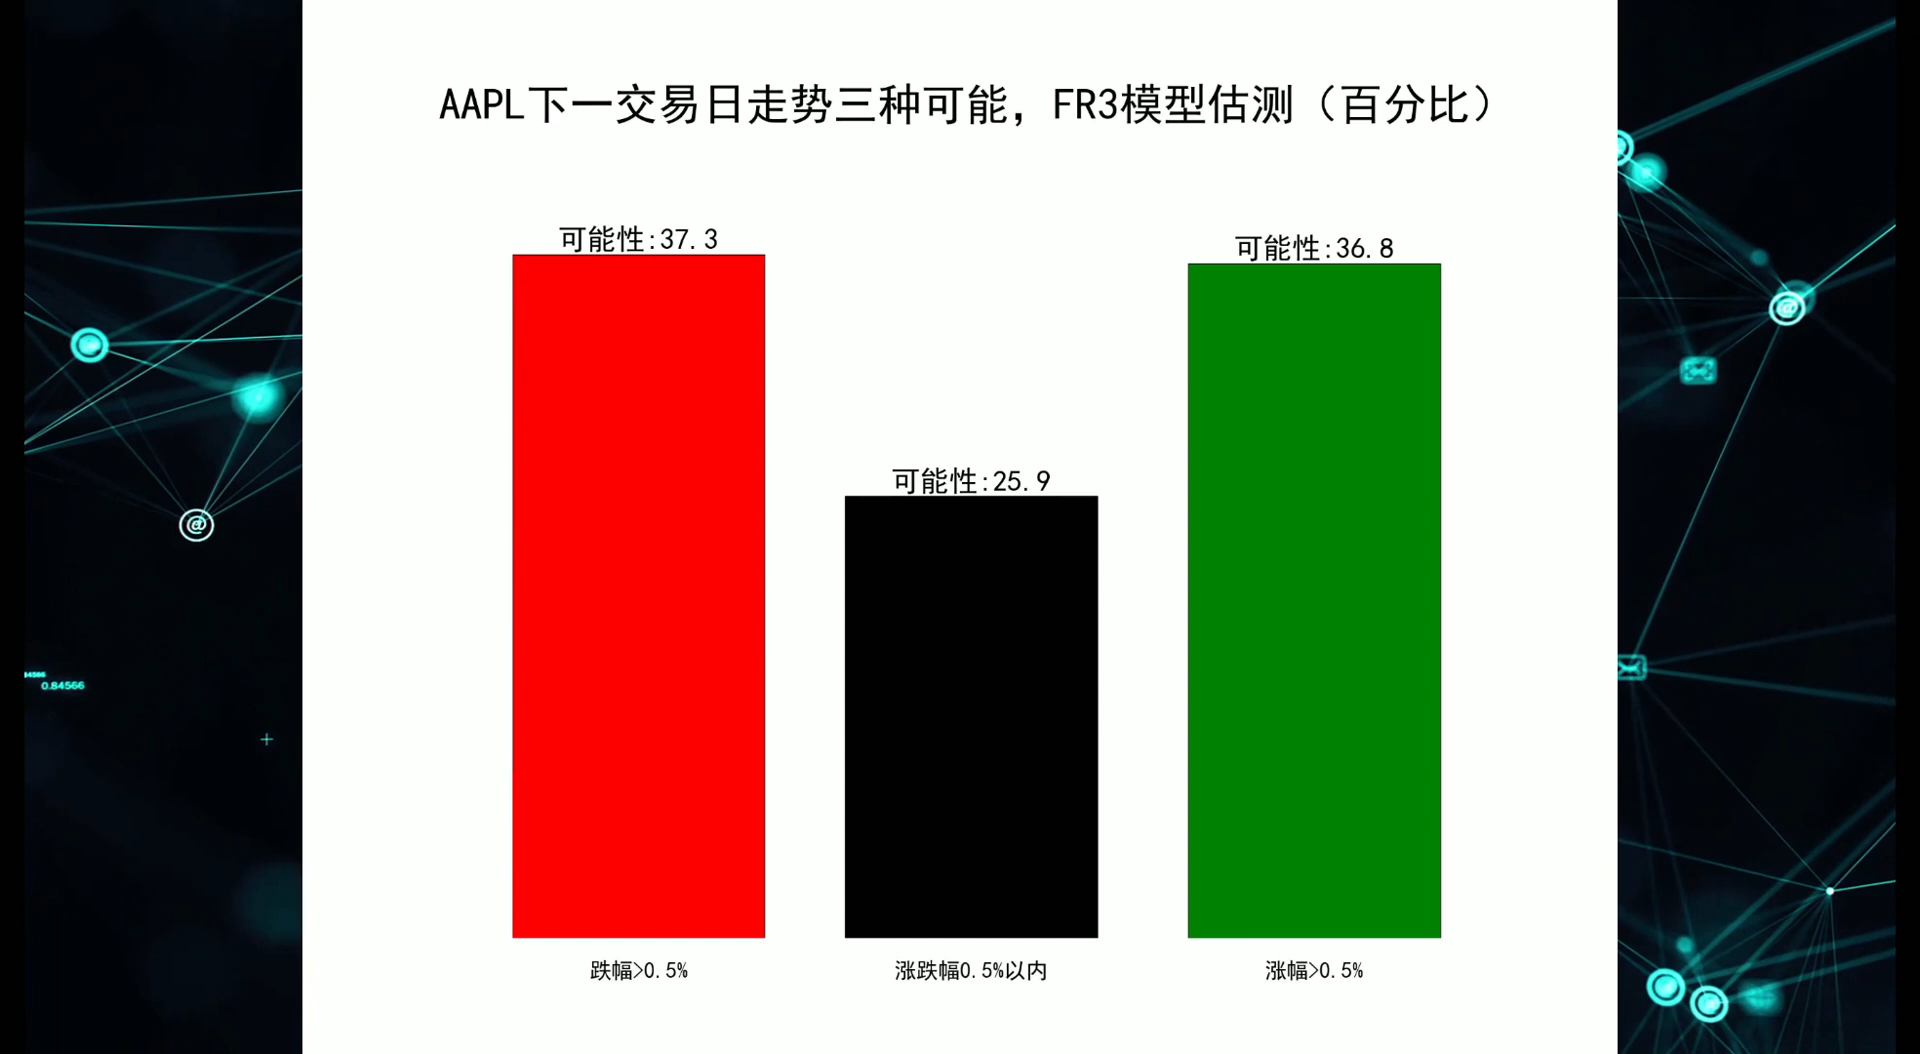 AAPL下一交易日走势三种可能，FR3模型估测（百分比）
可能性:37.3
可能性:36.8
可能性:25.9
跌幅>0.5%
涨跌幅0.5%以内
涨幅>0.5%
0.84566
@
@